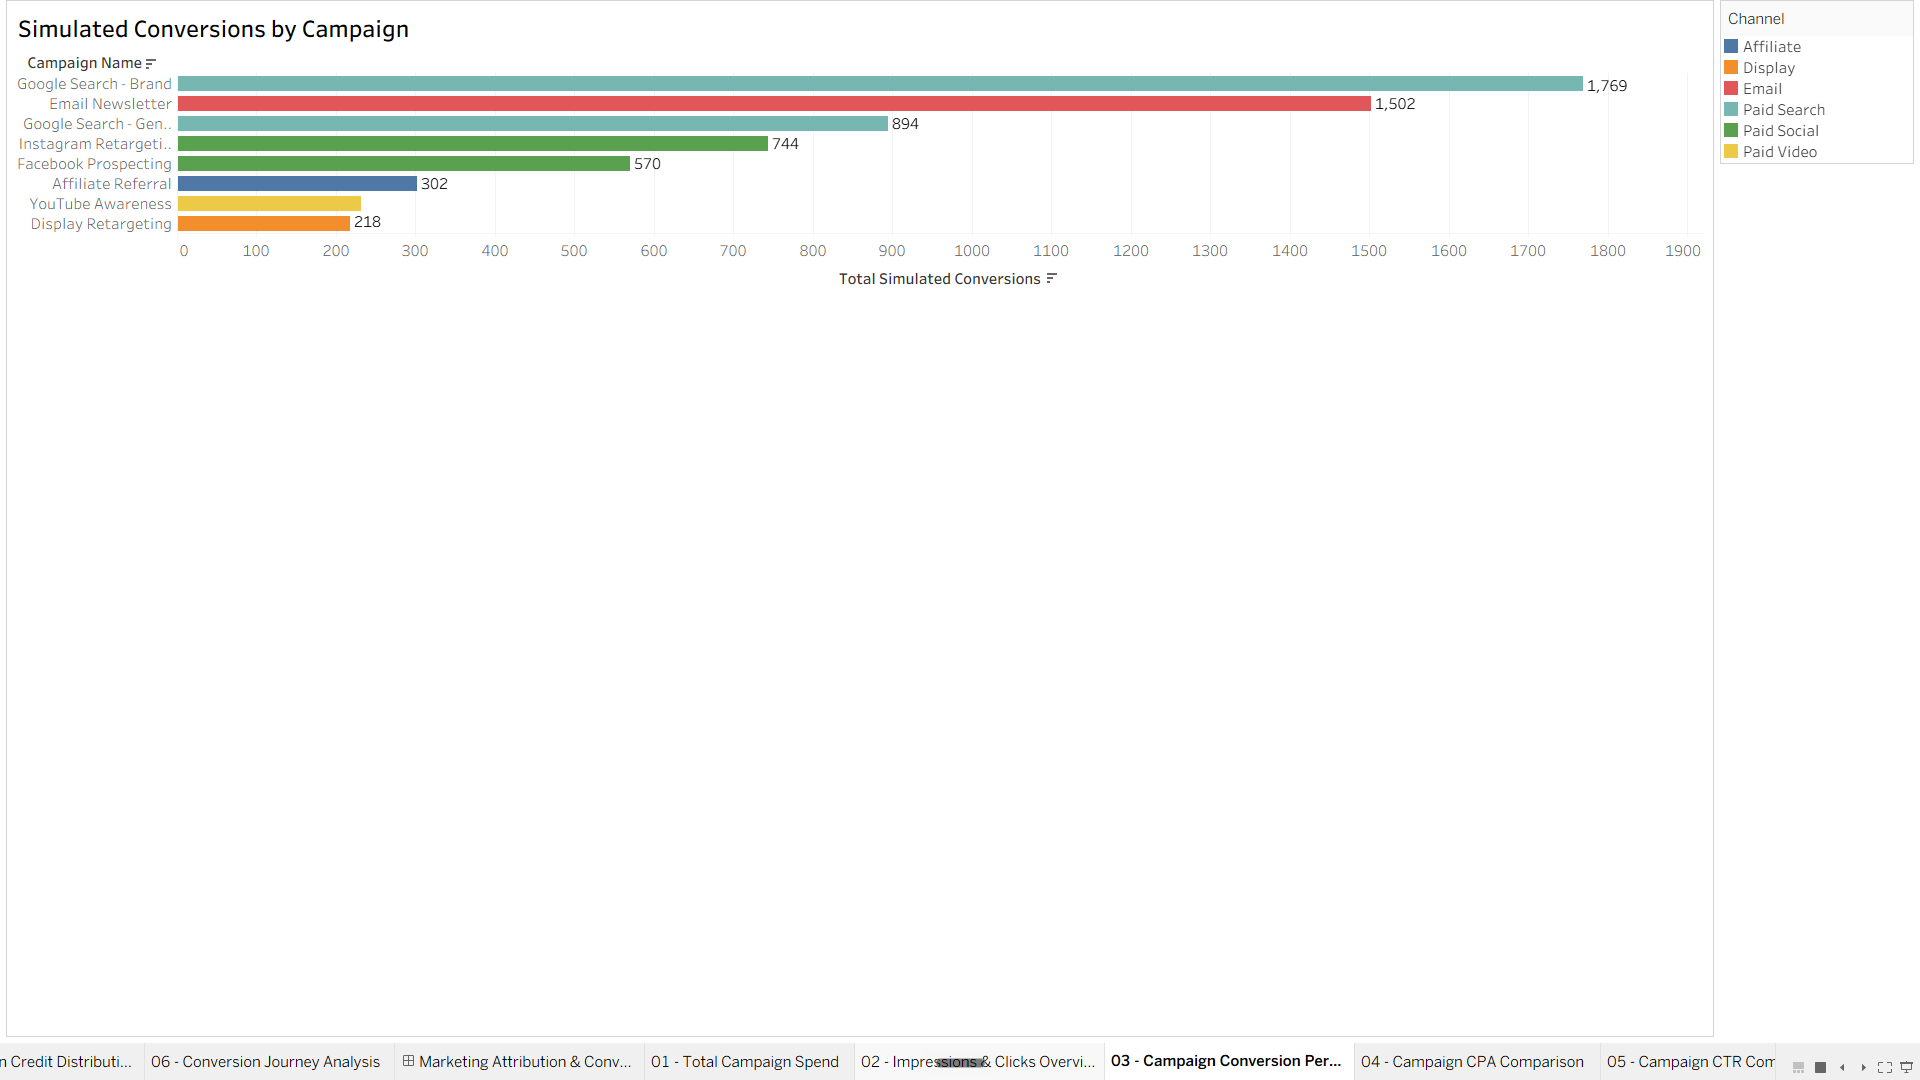 Simulated Conversions by Campaign
Campaign Name
Google Search - Brand
1,769
Email Newsletter
1,502
Google Search - Gen..
894
Instagram Retargeti..
744
Facebook Prospecting
570
Affiliate Referral
302
YouTube Awareness
Display Retargeting
218
0 100 200 300 400 500 600 700 800 900 1000 1100 1200 1300 1400 1500 1600 1700 1800 1900
Total Simulated Conversions
Channel
Affiliate
Display
Email
Paid Search
Paid Social
Paid Video
n Credit Distributi...
06 - Conversion Journey Analysis
Marketing Attribution & Conv...
01 - Total Campaign Spend
02 - Impressions & Clicks Overvi...
03 - Campaign Conversion Per...
04 - Campaign CPA Comparison
05 - Campaign CTR Com